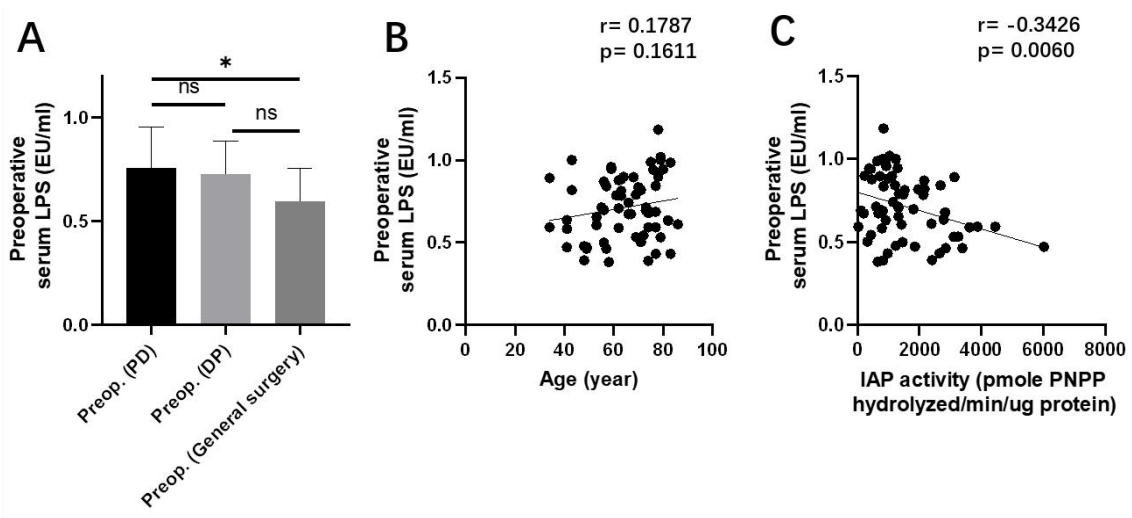 A
Preoperative
serum LPS (EU/ml)
1.0
0.5
0.0
*
ns
ns
Preop. (PD)
Preop. (DP)
Preop. (General surgery)
B
r= 0.1787
p= 0.1611
Preoperative
serum LPS (EU/ml)
1.5
1.0
0.5
0.0
0 20 40 60 80 100
Age (year)
C
r= -0.3426
p= 0.0060
Preoperative
serum LPS (EU/ml)
1.5
1.0
0.5
0.0
0 2000 4000 6000 8000
IAP activity (pmole PNPP
hydrolyzed/min/ug protein)